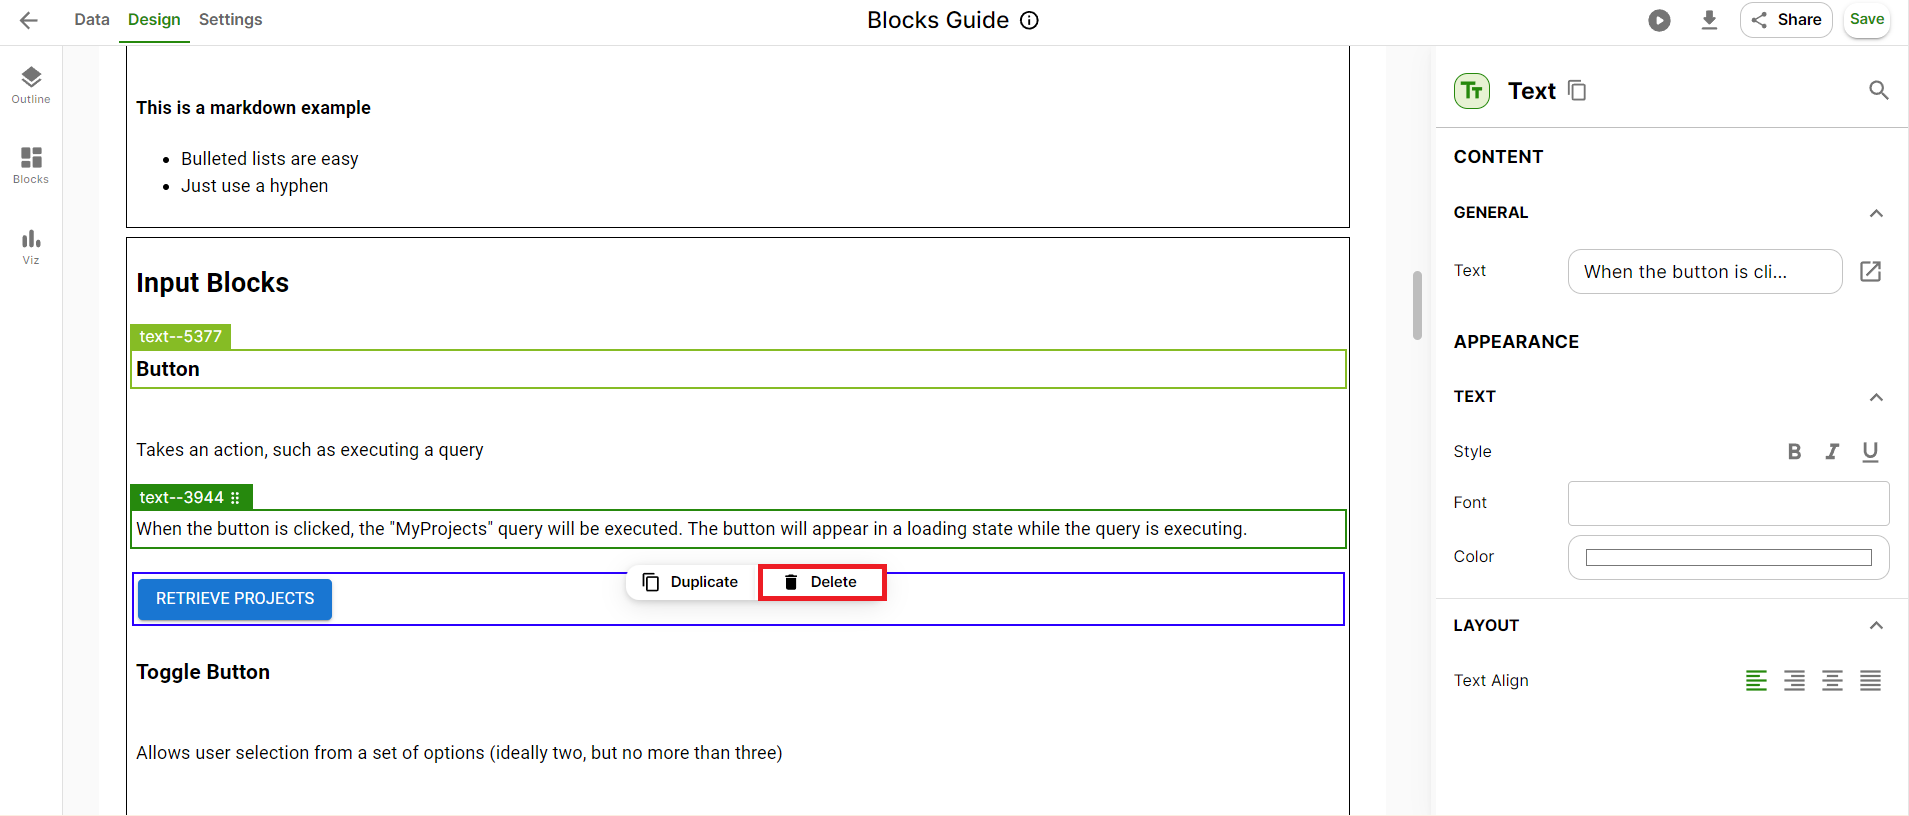 Data Design Settings Blocks Guide Share Save
Outline
Blocks
Viz
This is a markdown example
Bulleted lists are easy
Just use a hyphen
Input Blocks
text--5377
Button
Takes an action, such as executing a query
text--3944
When the button is clicked, the "MyProjects" query will be executed. The button will appear in a loading state while the query is executing.
Duplicate Delete
RETRIEVE PROJECTS
Toggle Button
Allows user selection from a set of options (ideally two, but no more than three)
TT Text
CONTENT
GENERAL
Text When the button is cli...
APPEARANCE
TEXT
Style B I U
Font
Color
LAYOUT
Text Align